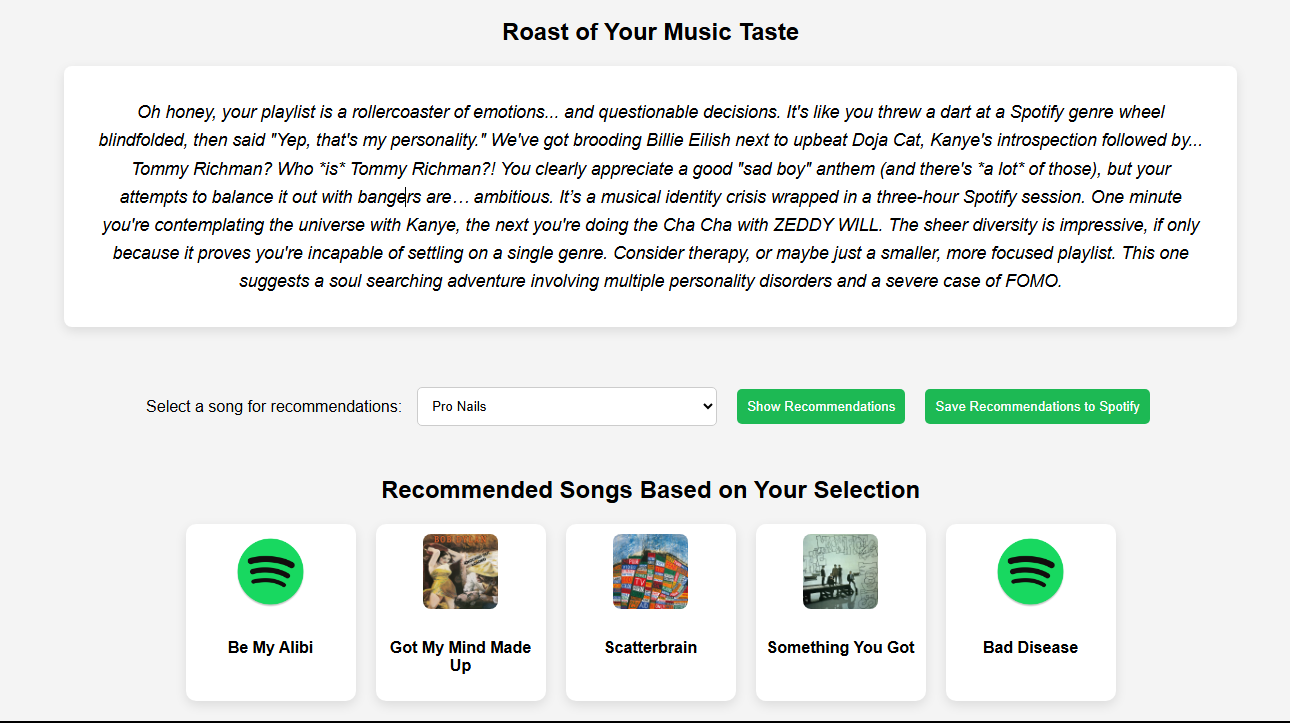 Roast of Your Music Taste
Oh honey, your playlist is a rollercoaster of emotions... and questionable decisions. It's like you threw a dart at a Spotify genre wheel
blindfolded, then said "Yep, that's my personality." We've got brooding Billie Eilish next to upbeat Doja Cat, Kanye's introspection followed by...
Tommy Richman? Who *is* Tommy Richman?! You clearly appreciate a good "sad boy" anthem (and there's *a lot* of those), but your
attempts to balance it out with bangers are… ambitious. It’s a musical identity crisis wrapped in a three-hour Spotify session. One minute
you're contemplating the universe with Kanye, the next you're doing the Cha Cha with ZEDDY WILL. The sheer diversity is impressive, if only
because it proves you're incapable of settling on a single genre. Consider therapy, or maybe just a smaller, more focused playlist. This one
suggests a soul searching adventure involving multiple personality disorders and a severe case of FOMO.
Select a song for recommendations: Pro Nails Show Recommendations Save Recommendations to Spotify
Recommended Songs Based on Your Selection
Be My Alibi
Got My Mind Made
Up
Scatterbrain
Something You Got
Bad Disease